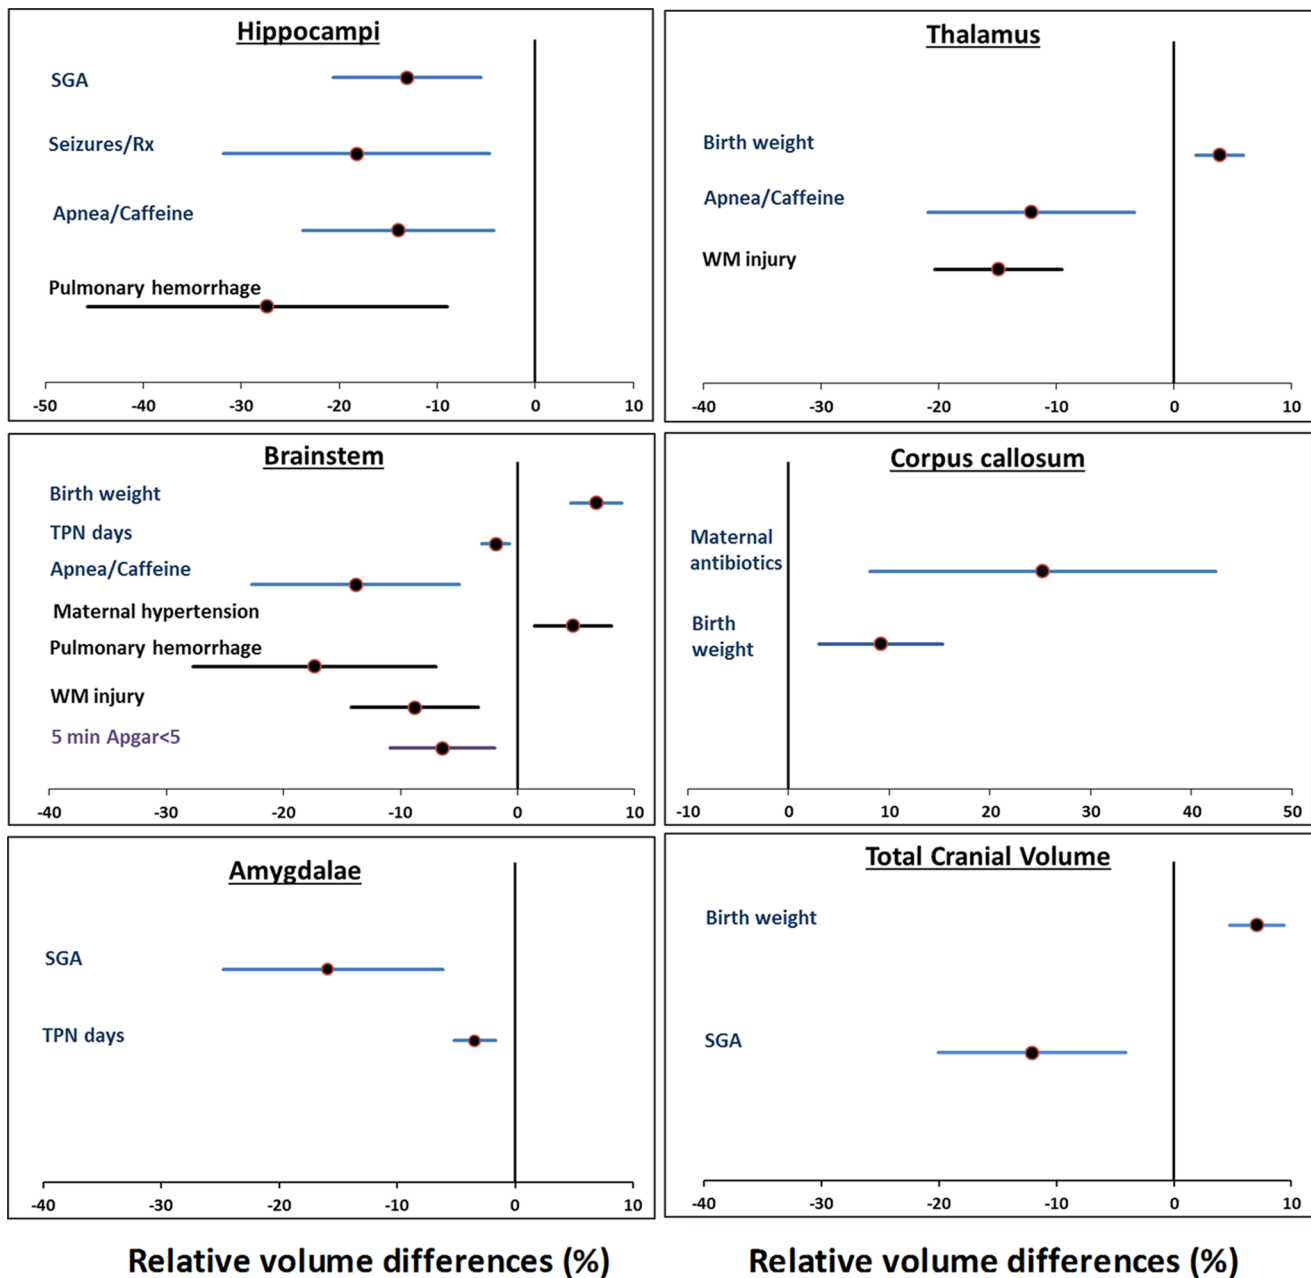 Hippocampi
SGA
Seizures/Rx
Apnea/Caffeine
Pulmonary hemorrhage
-50 -40 -30 -20 -10 0 10
Thalamus
Birth weight
Apnea/Caffeine
WM injury
-40 -30 -20 -10 0 10
Brainstem
Birth weight
TPN days
Apnea/Caffeine
Maternal hypertension
Pulmonary hemorrhage
WM injury
5 min Apgar<5
-40 -30 -20 -10 0 10
Corpus callosum
Maternal
antibiotics
Birth
weight
-10 0 10 20 30 40 50
Amygdalae
SGA
TPN days
-40 -30 -20 -10 0 10
Total Cranial Volume
Birth weight
SGA
-40 -30 -20 -10 0 10
Relative volume differences (%)
Relative volume differences (%)